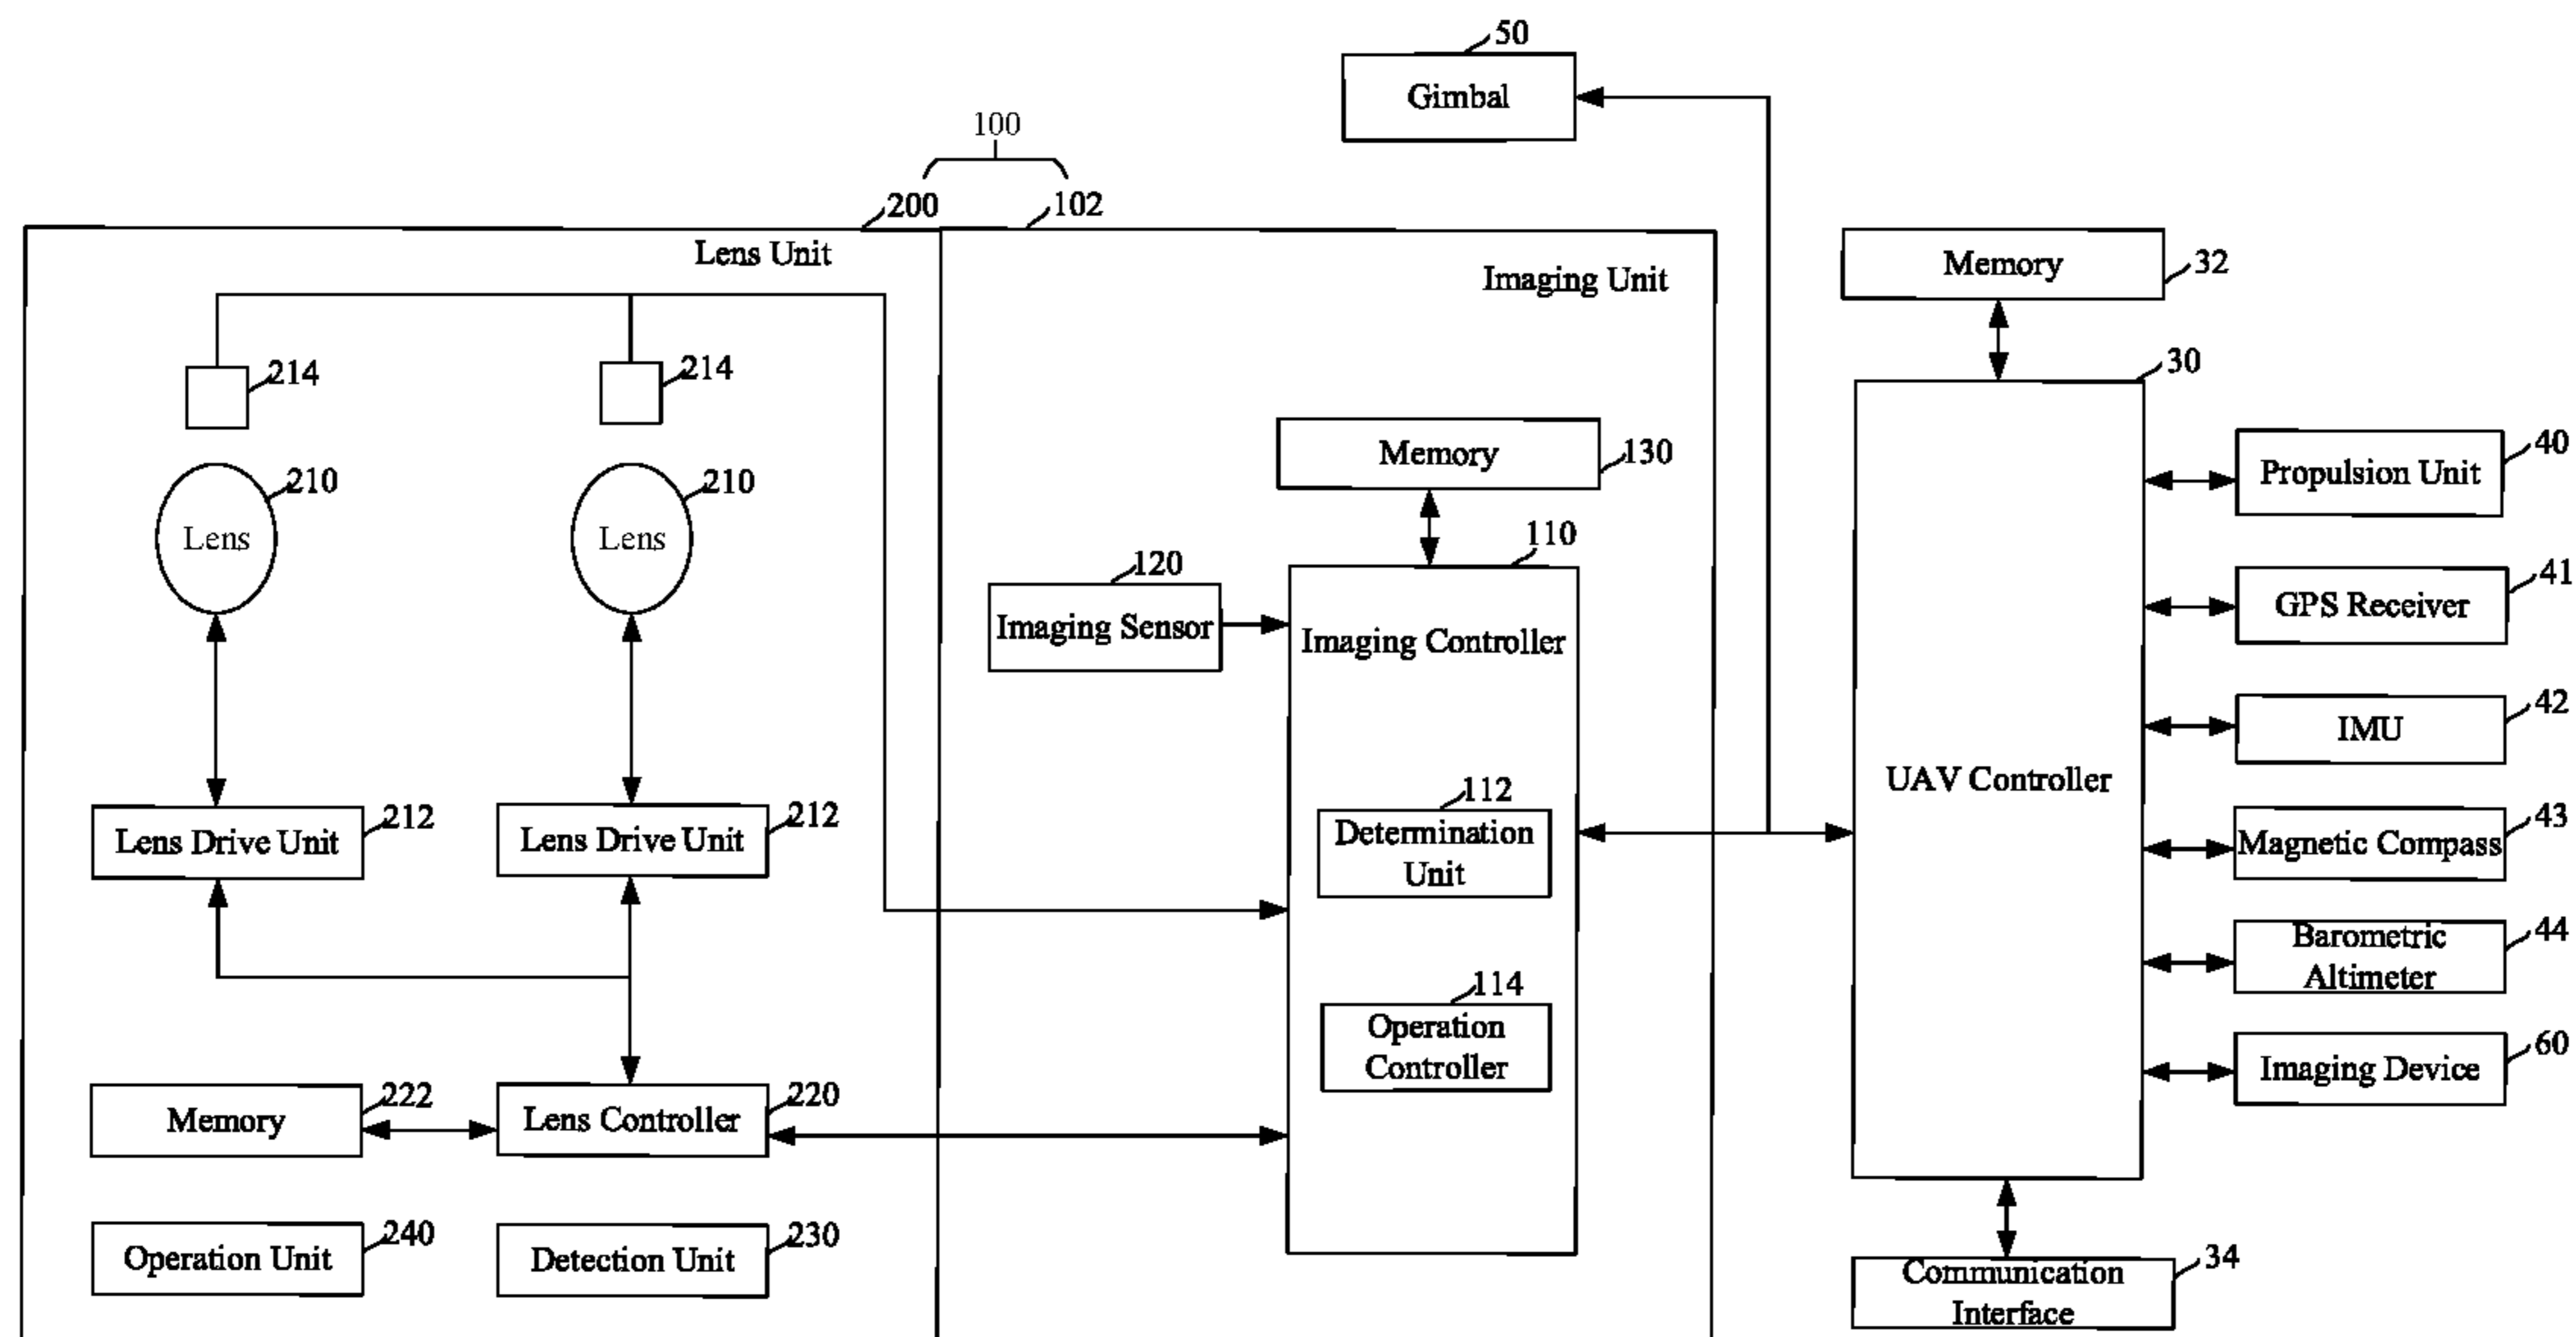 50
Gimbal
100
200
102
Lens Unit
Imaging Unit
Memory
32
214
214
30
210
210
Lens
Lens
Memory
130
Propulsion Unit
40
110
120
Imaging Sensor
Imaging Controller
GPS Receiver
41
IMU
42
UAV Controller
Lens Drive Unit
212
Lens Drive Unit
212
112
Determination
Unit
Magnetic Compass
43
Barometric
Altimeter
44
114
Operation
Controller
Imaging Device
60
Memory
222
Lens Controller
220
Operation Unit
240
Detection Unit
230
Communication
Interface
34